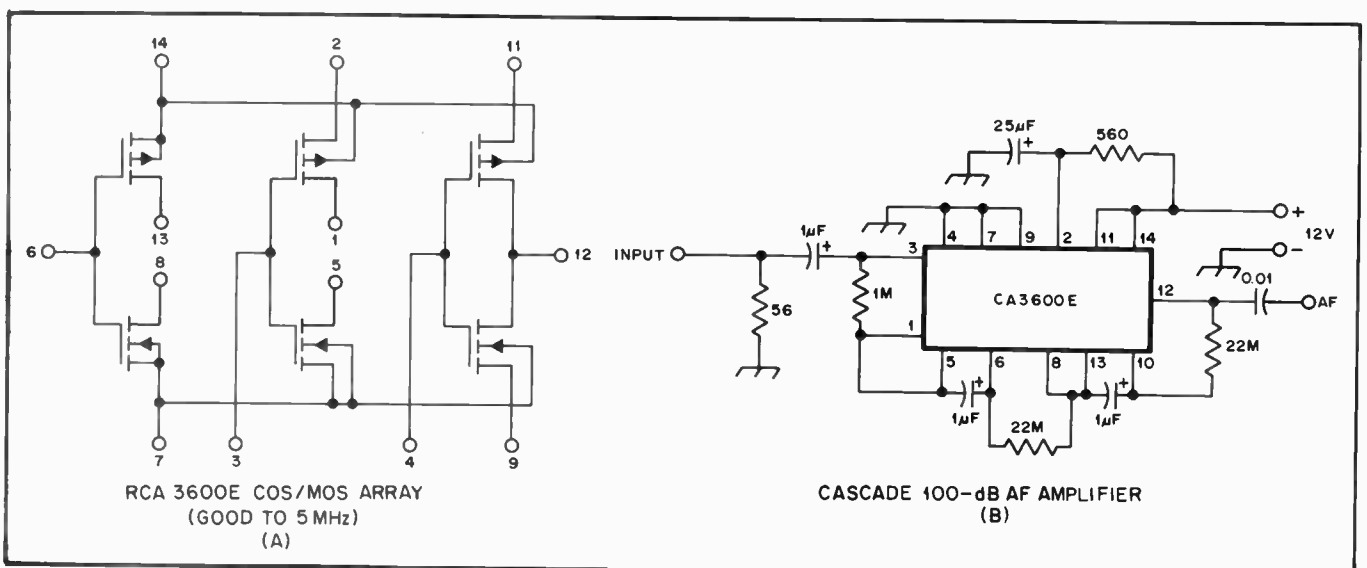 14
2
11
13
1
8
5
6
12
7
3
4
9
RCA 3600E COS/MOS ARRAY
(GOOD TO 5 MHz)
(A)
25µF
+
560
1µF
+
4
7
9
2
11
14
+
12V
-
INPUT
3
56
1M
CA3600E
12
0.01
AF
1
5
6
8
13
10
22M
+
1µF
+
1µF
22M
CASCADE 100-dB AF AMPLIFIER
(B)